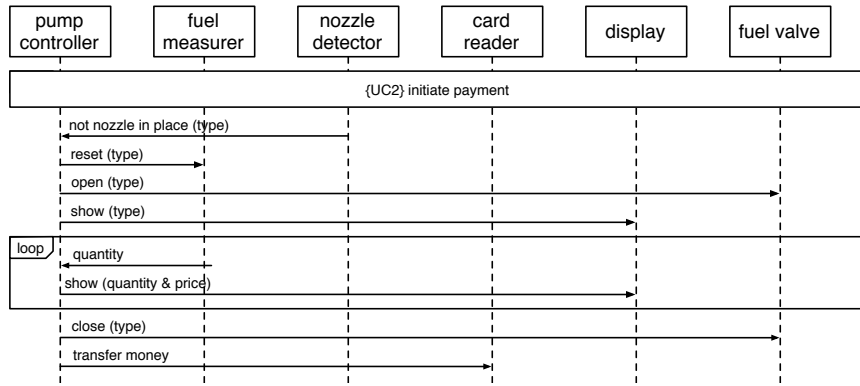 pump
controller
fuel
measurer
nozzle
detector
card
reader
display
fuel valve
{UC2} initiate payment
not nozzle in place (type)
reset (type)
open (type)
show (type)
loop
quantity
show (quantity & price)
close (type)
transfer money